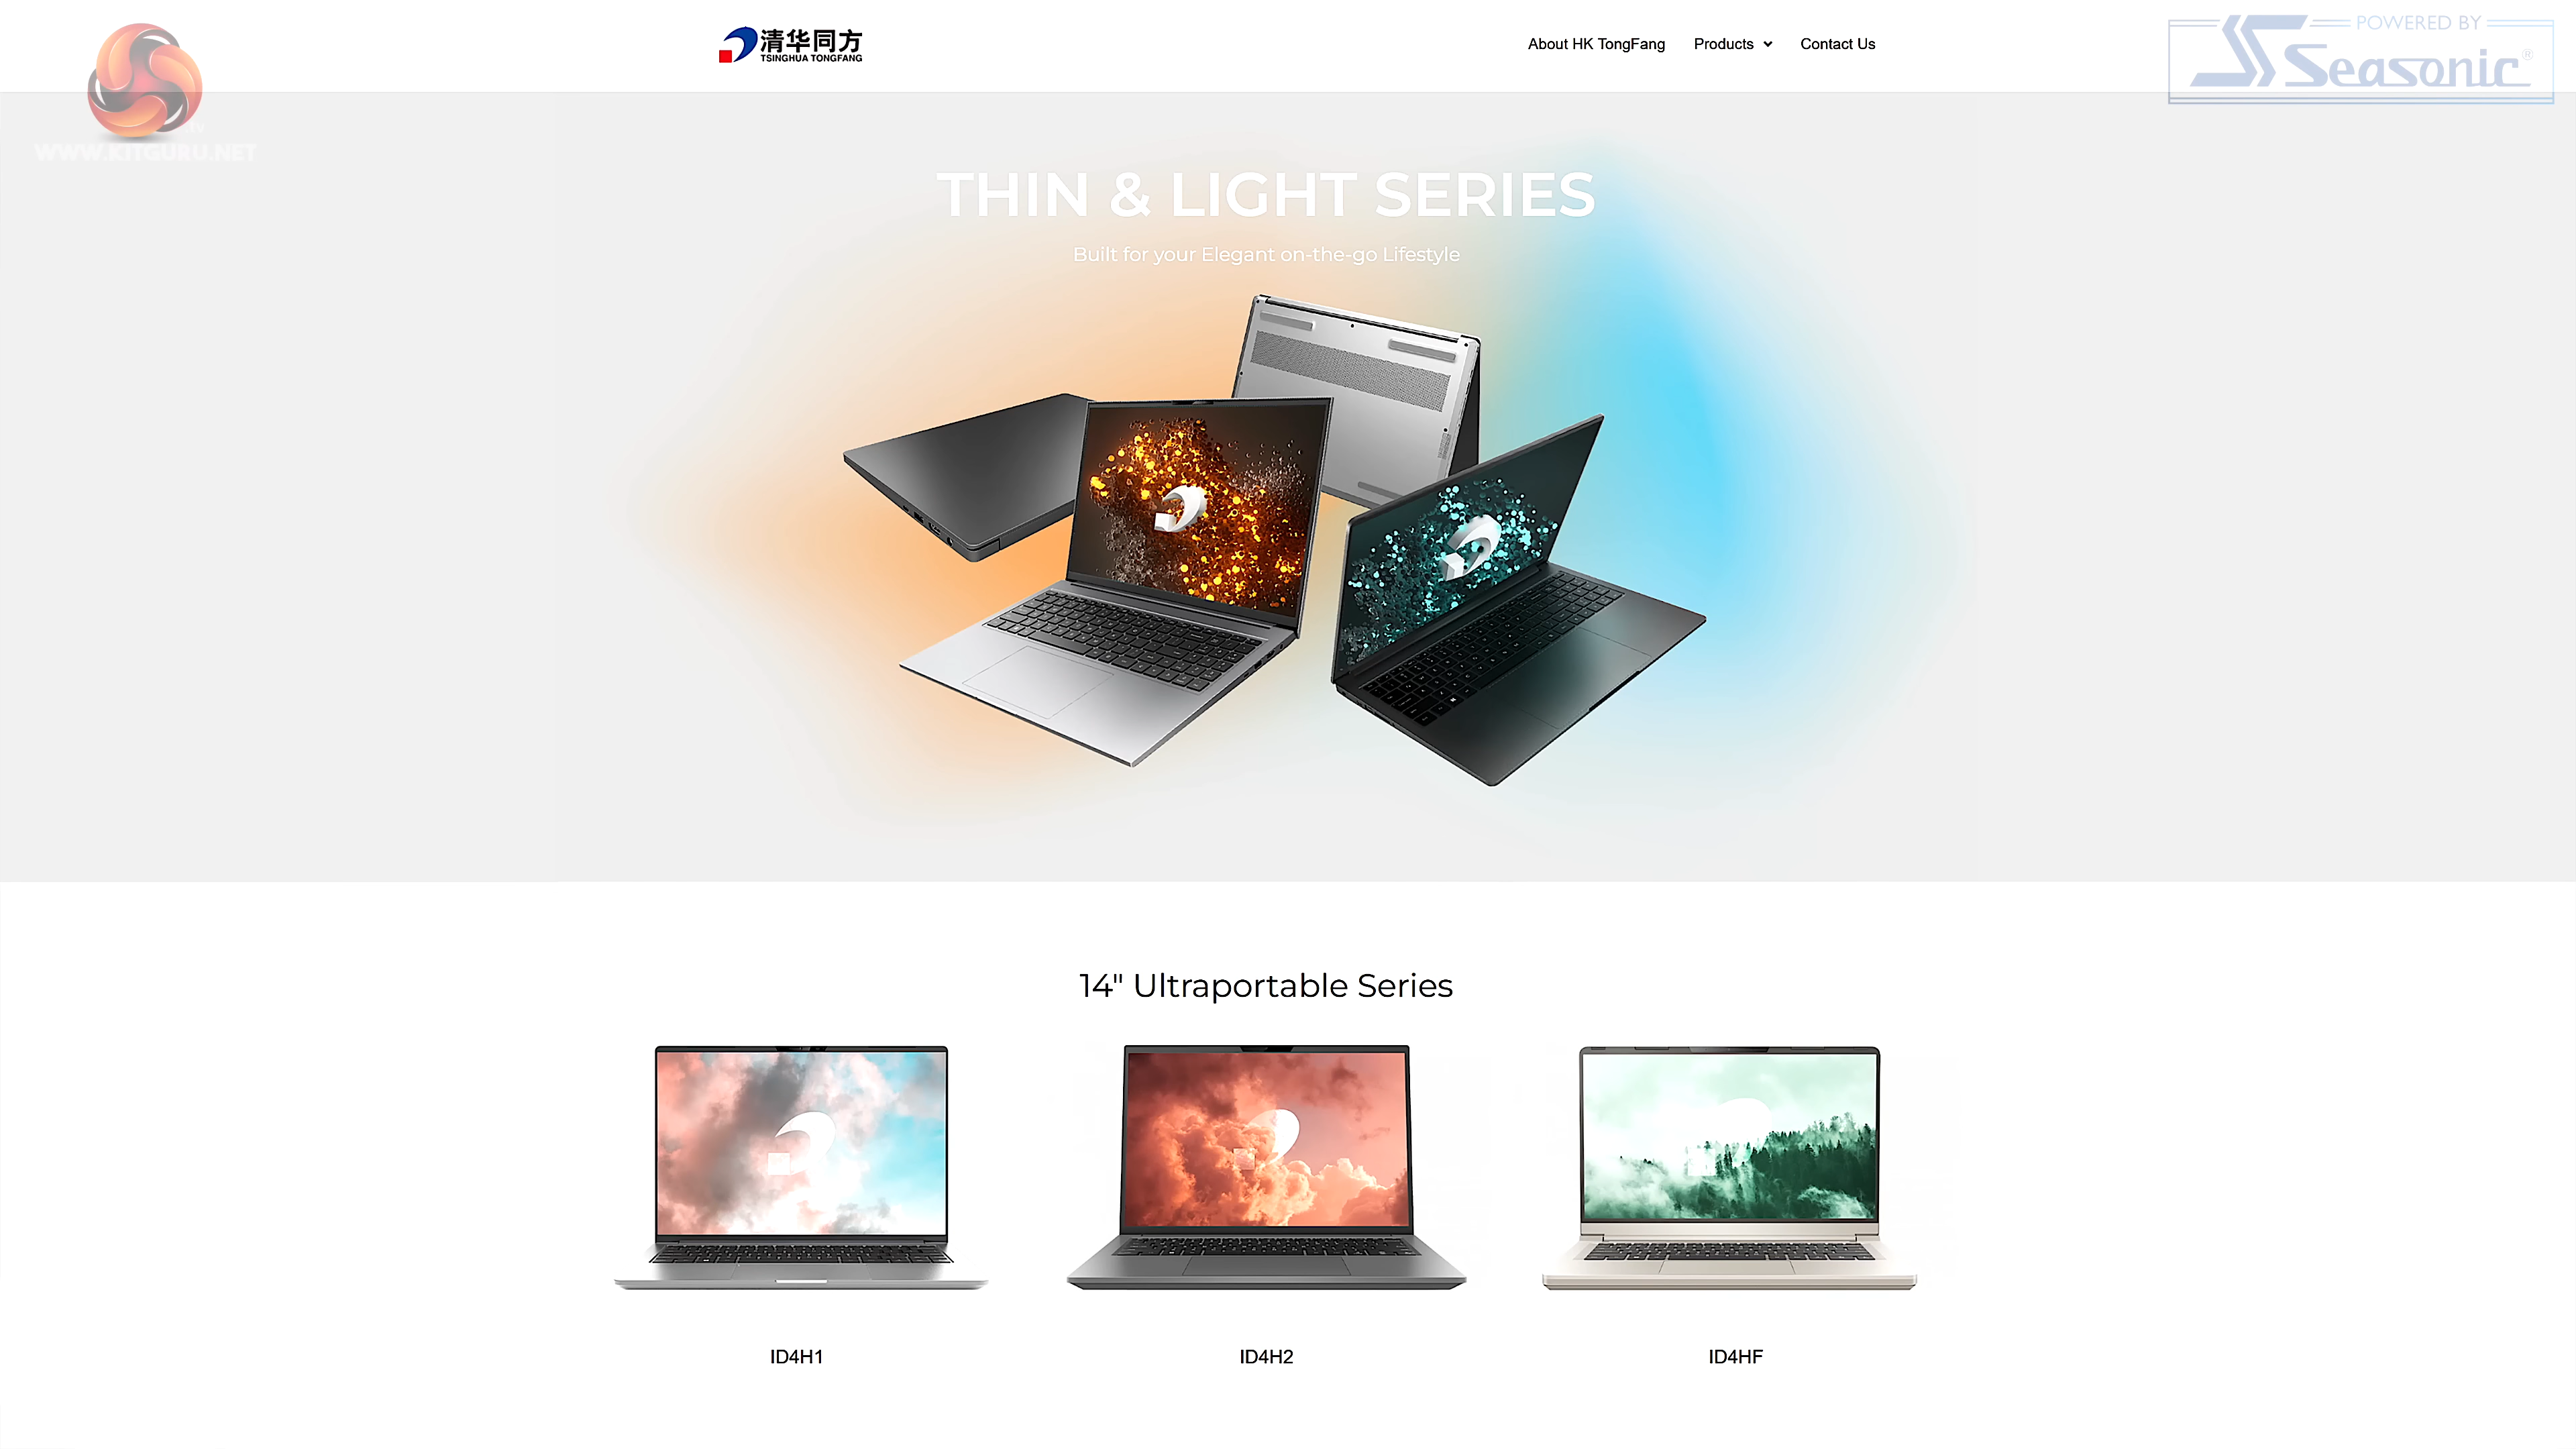 清华同方
TSINGHUA TONGFANG
About HK TongFang
Products
Contact Us
POWERED BY
Seasonic®
WWW.KITGURU.NET
THIN & LIGHT SERIES
Built for your Elegant on-the-go Lifestyle
14" Ultraportable Series
ID4H1
ID4H2
ID4HF